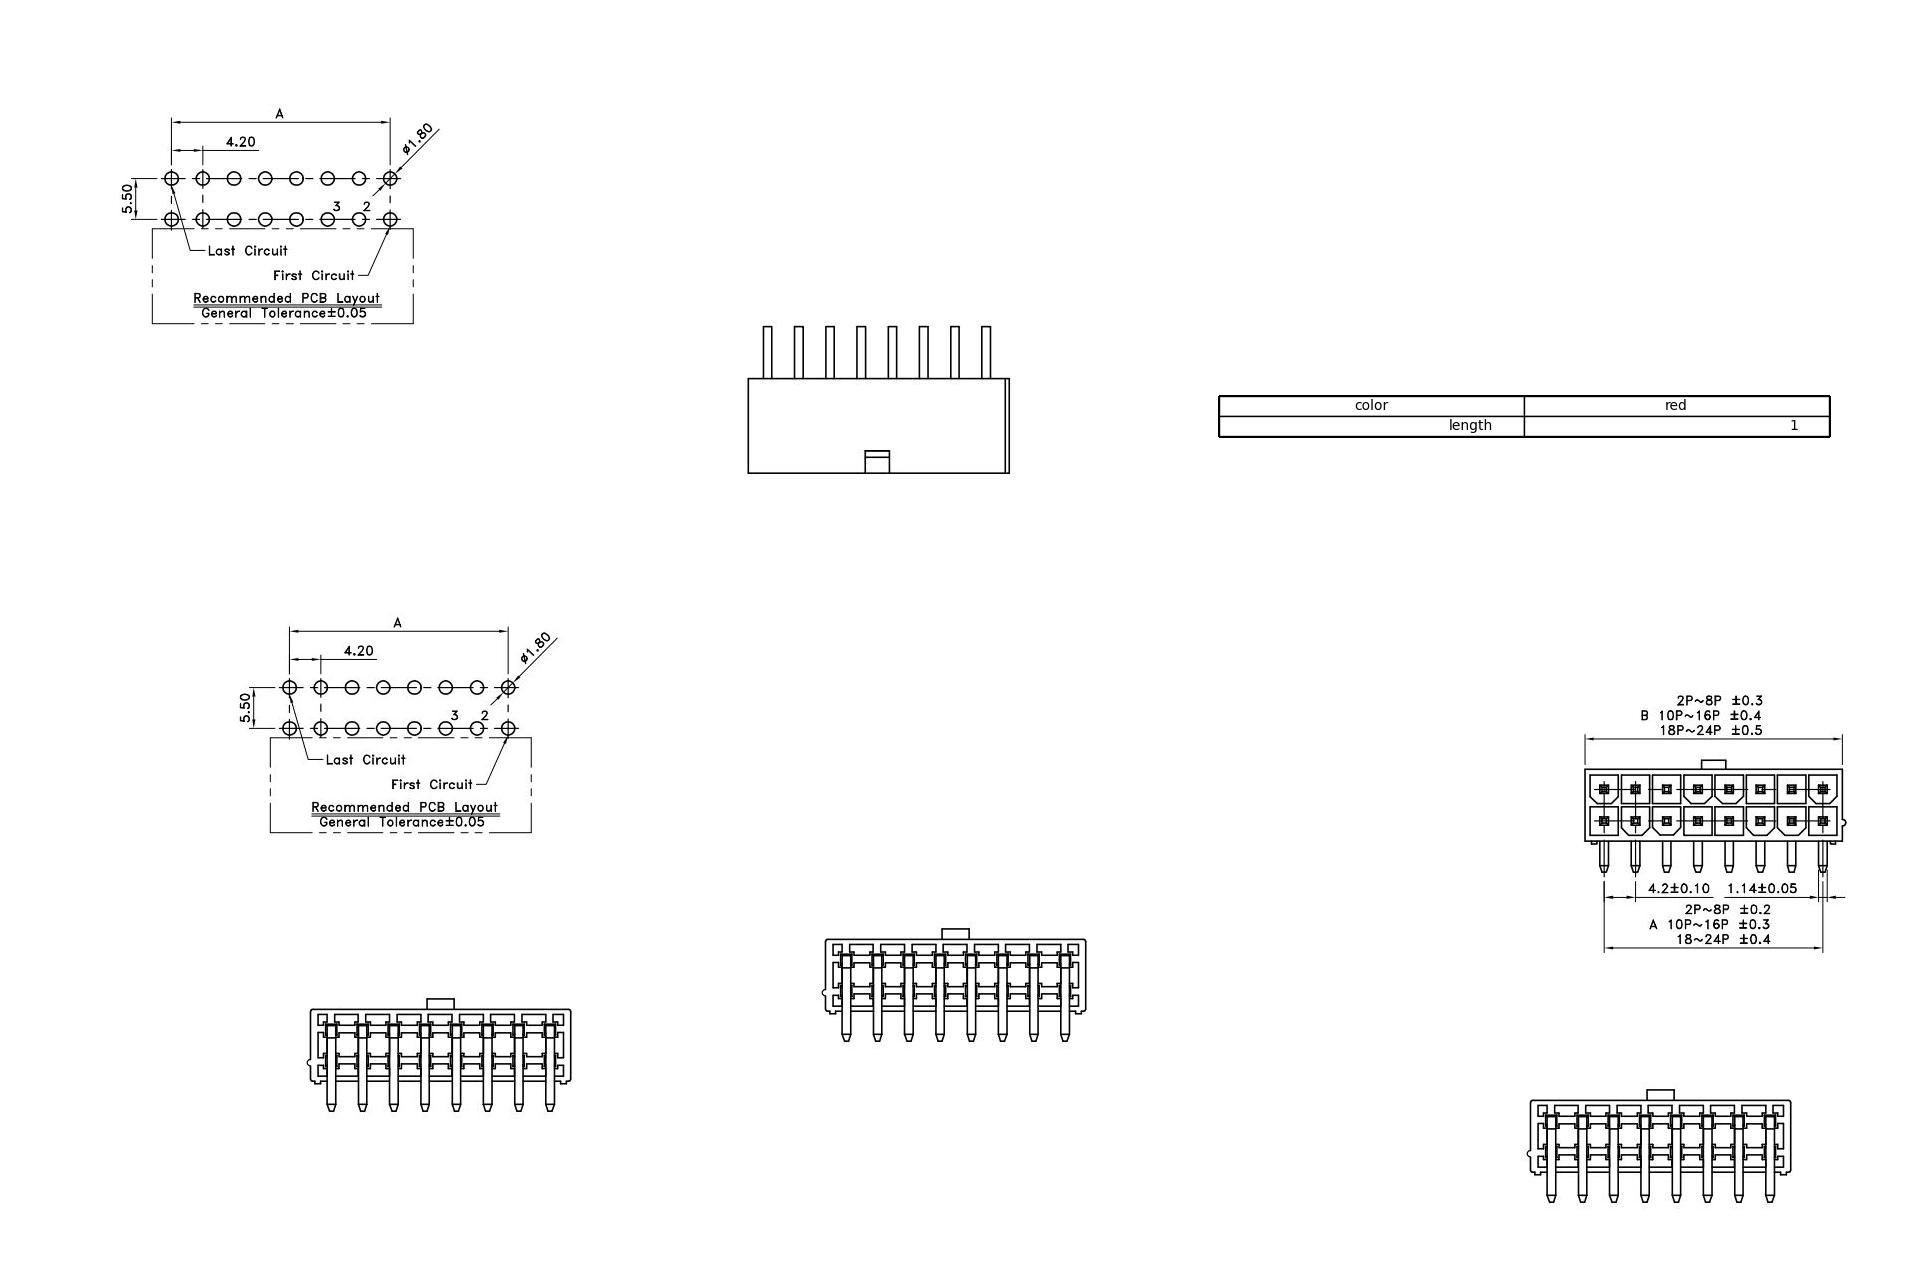 A
4.20
ø1.80
5.50
3 2
Last Circuit
First Circuit
Recommended PCB Layout
General Tolerance±0.05
color red
length 1
A
4.20
ø1.80
5.50
3 2
Last Circuit
First Circuit
Recommended PCB Layout
General Tolerance±0.05
2P~8P ±0.3
B 10P~16P ±0.4
18P~24P ±0.5
4.2±0.10 1.14±0.05
2P~8P ±0.2
A 10P~16P ±0.3
18~24P ±0.4